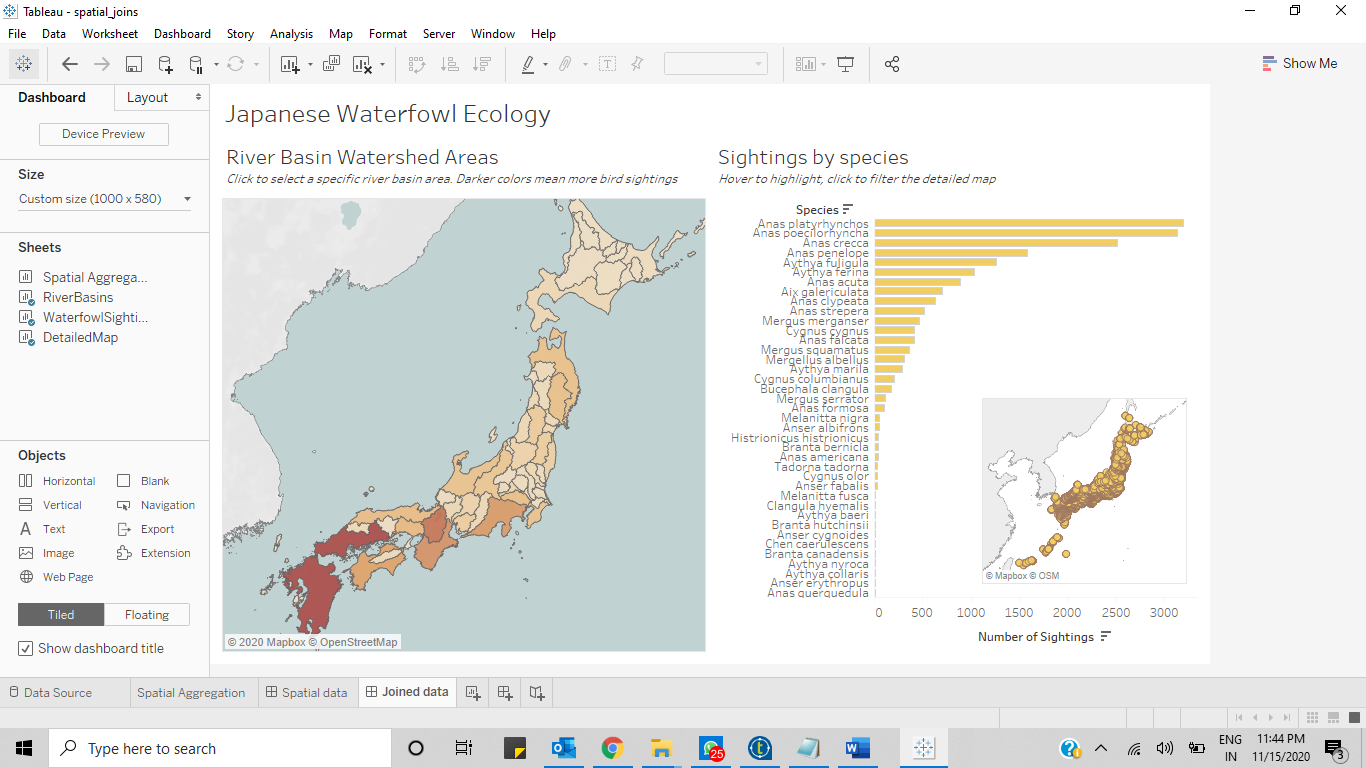 Tableau - spatial_joins
File Data Worksheet Dashboard Story Analysis Map Format Server Window Help
Show Me
Dashboard Layout
Device Preview
Size
Custom size (1000 x 580)
Sheets
Spatial Aggrega...
RiverBasins
WaterfowlSighti...
DetailedMap
Objects
Horizontal Blank
Vertical Navigation
Text Export
Image Extension
Web Page
Tiled Floating
Show dashboard title
Japanese Waterfowl Ecology
River Basin Watershed Areas
Click to select a specific river basin area. Darker colors mean more bird sightings
© 2020 Mapbox © OpenStreetMap
Sightings by species
Hover to highlight, click to filter the detailed map
Species
Anas platyrhynchos
Anas poecilorhyncha
Anas crecca
Anas penelope
Aythya fuligula
Aythya ferina
Anas acuta
Aix galericulata
Anas clypeata
Anas strepera
Mergus merganser
Cygnus cygnus
Anas falcata
Mergus squamatus
Mergellus albellus
Aythya marila
Cygnus columbianus
Bucephala clangula
Mergus serrator
Anas formosa
Melanitta nigra
Anser albifrons
Histrionicus histrionicus
Branta bernicla
Anas americana
Tadorna tadorna
Cygnus olor
Anser fabalis
Melanitta fusca
Clangula hyemalis
Aythya baeri
Branta hutchinsii
Anser cygnoides
Chen caerulescens
Branta canadensis
Aythya nyroca
Aythya collaris
Anser erythropus
Anas querquedula
© Mapbox © OSM
0 500 1000 1500 2000 2500 3000
Number of Sightings
Data Source Spatial Aggregation Spatial data Joined data
Type here to search
25
ENG
IN
11:44 PM
11/15/2020
3